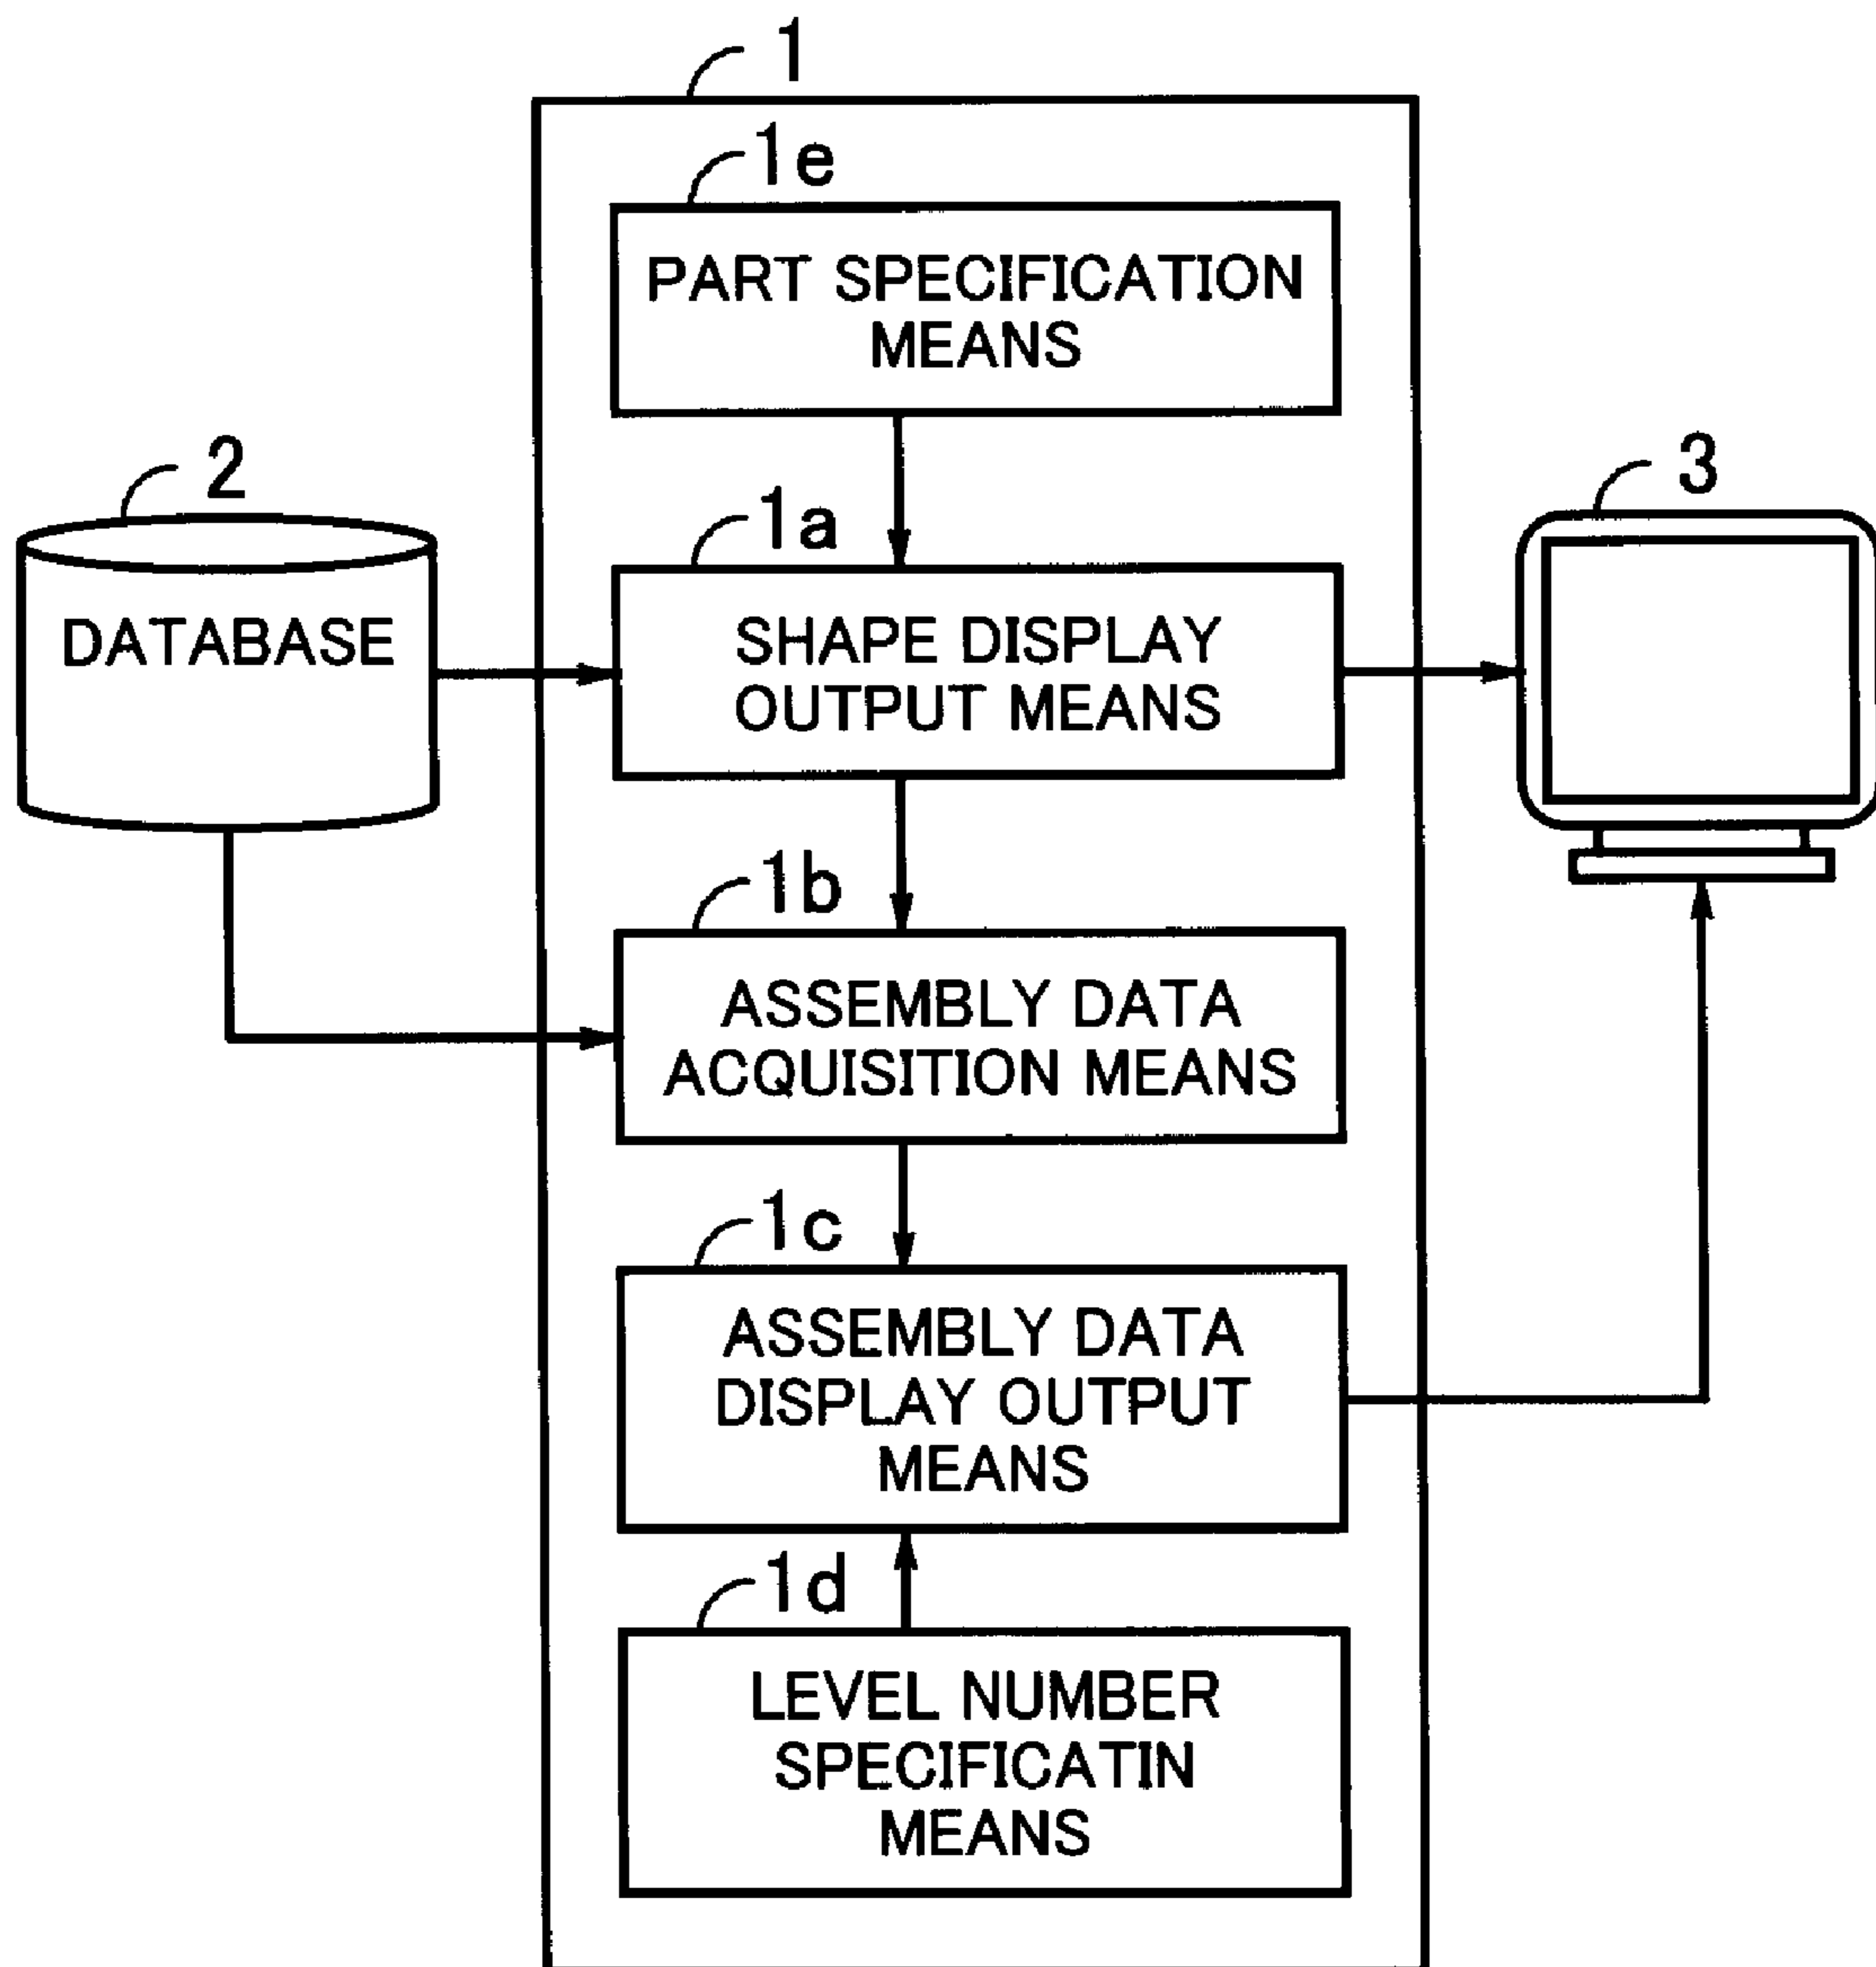 1
1e
PART SPECIFICATION
MEANS
2
DATABASE
1a
SHAPE DISPLAY
OUTPUT MEANS
3
1b
ASSEMBLY DATA
ACQUISITION MEANS
1c
ASSEMBLY DATA
DISPLAY OUTPUT
MEANS
1d
LEVEL NUMBER
SPECIFICATIN
MEANS